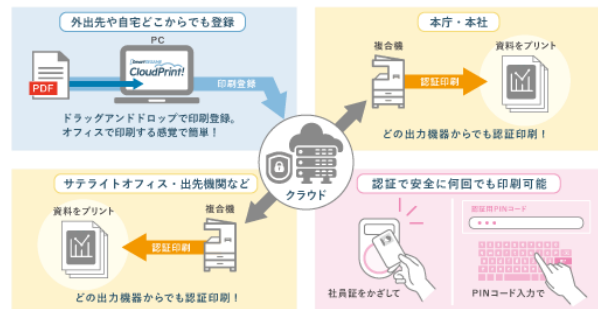 外出先や自宅どこからでも登録
PC
PDF
SmartDESIGN
CloudPrint!
印刷登録
ドラッグアンドドロップで印刷登録。
オフィスで印刷する感覚で簡単！
本庁・本社
複合機
資料をプリント
認証印刷
どの出力機器からでも認証印刷！
クラウド
サテライトオフィス・出先機関など
資料をプリント
複合機
認証印刷
どの出力機器からでも認証印刷！
認証で安全に何回でも印刷可能
認証用PINコード
社員証をかざして
PINコード入力で